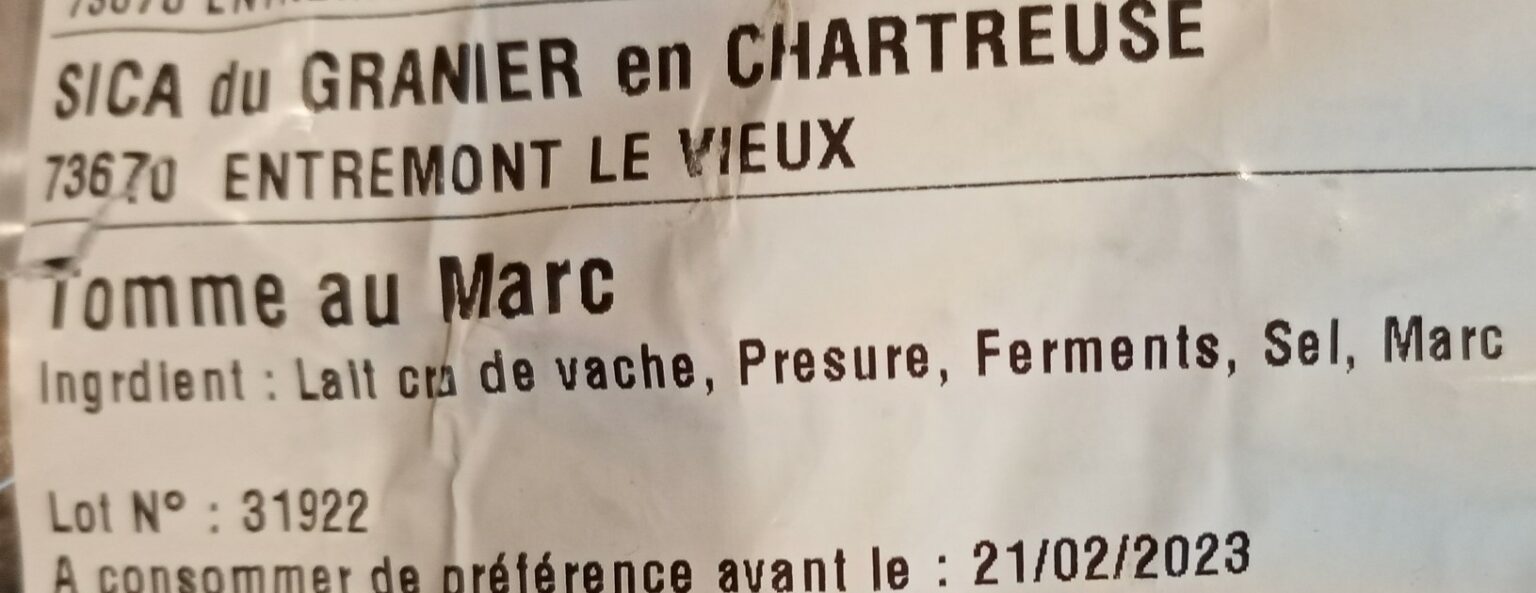 SICA du GRANIER en CHARTREUSE
73670 ENTREMONT LE VIEUX
Tomme au Marc
Ingrdient : Lait cru de vache, Presure, Ferments, Sel, Marc
Lot N° : 31922
A consommer de préférence avant le : 21/02/2023